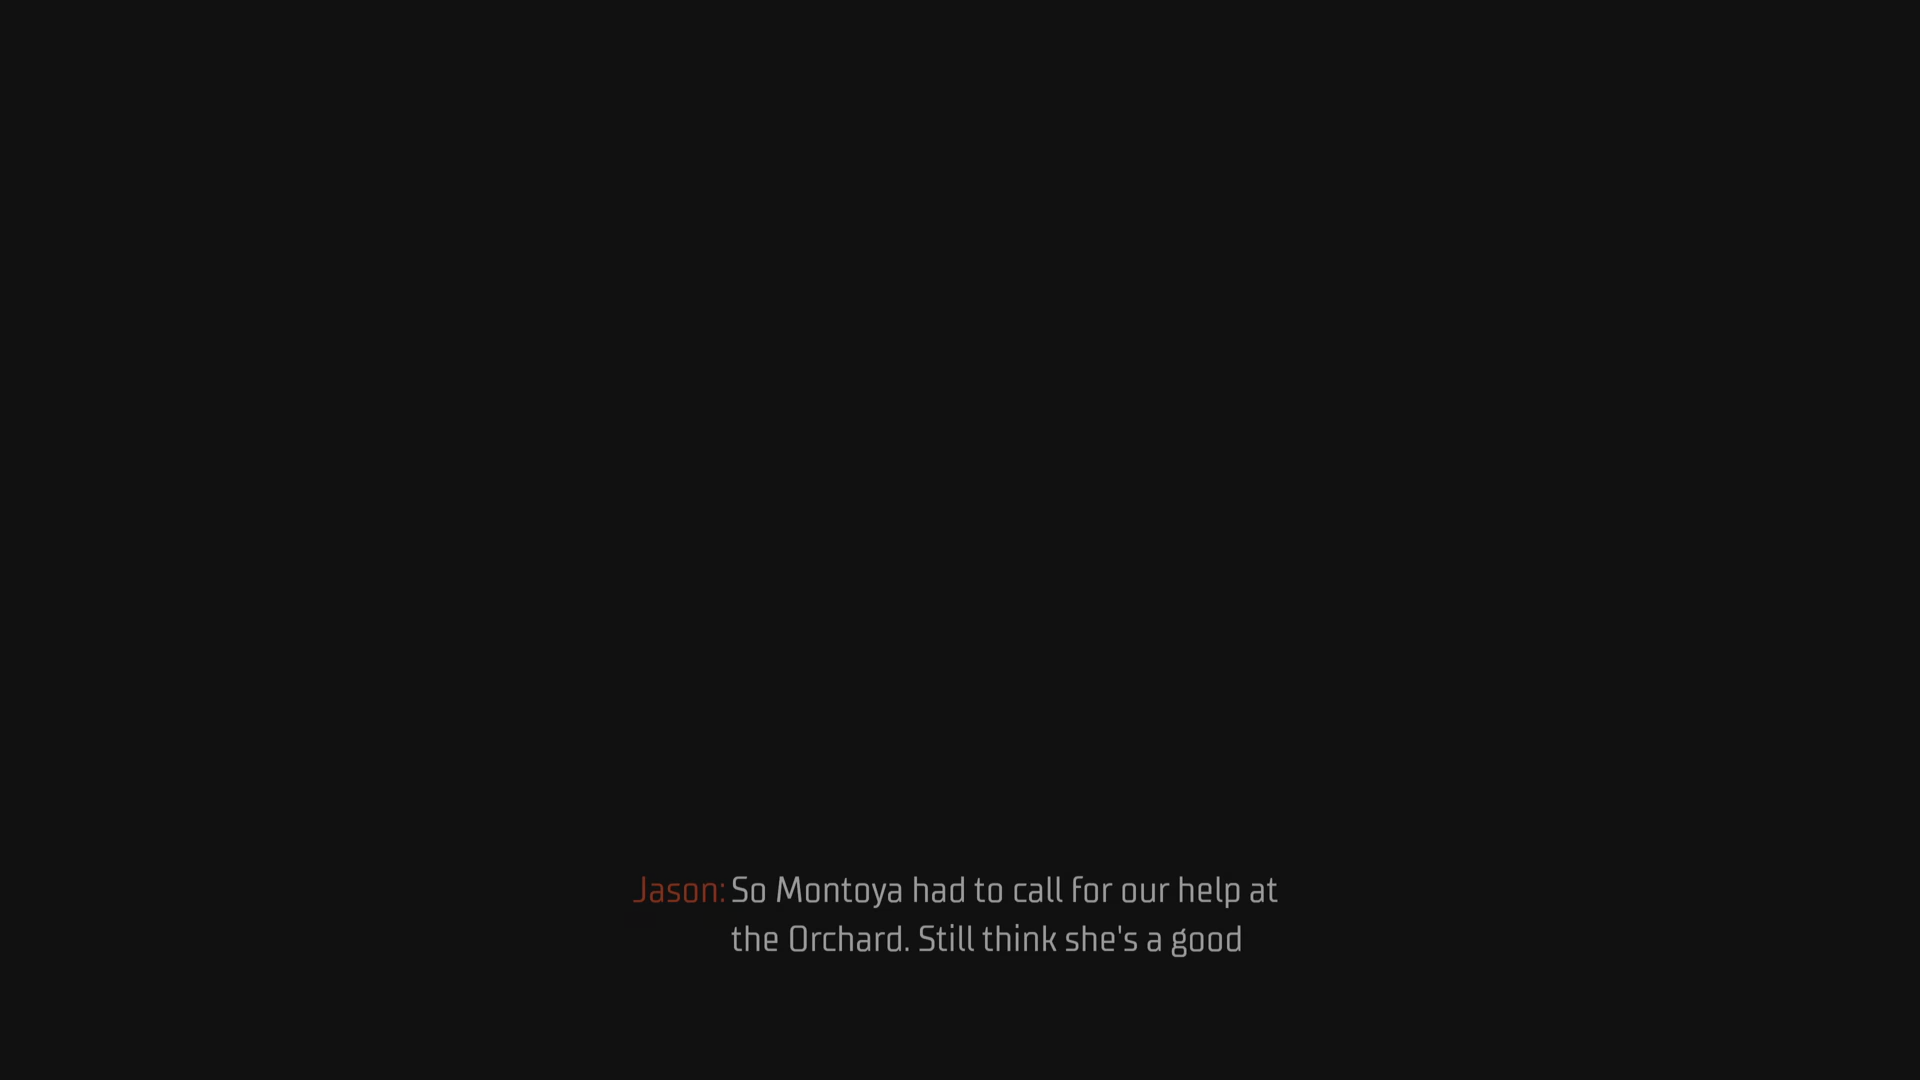 Jason: So Montoya had to call for our help at
the Orchard. Still think she's a good